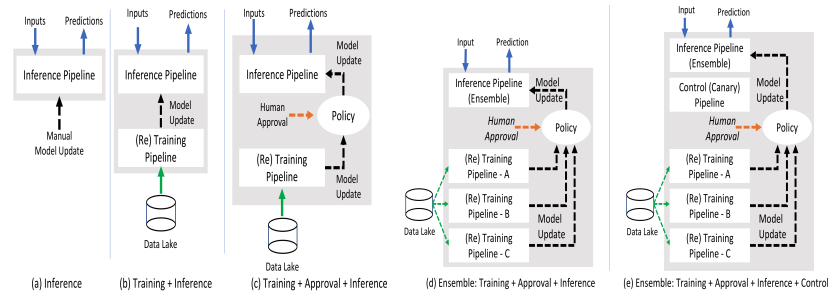 Inputs
Predictions
Inference Pipeline
Manual
Model Update
(a) Inference
Inputs
Predictions
Inference Pipeline
Model
Update
(Re) Training
Pipeline
Data Lake
(b) Training + Inference
Inputs
Predictions
Model
Update
Inference Pipeline
Human
Approval
Policy
(Re) Training
Pipeline
Model
Update
Data Lake
(c) Training + Approval + Inference
Input
Prediction
Inference Pipeline
(Ensemble)
Model
Update
Human
Approval
Policy
(Re) Training
Pipeline - A
(Re) Training
Pipeline - B
Model
Update
(Re) Training
Pipeline - C
Data Lake
(d) Ensemble: Training + Approval + Inference
Input
Prediction
Inference Pipeline
(Ensemble)
Control (Canary)
Pipeline
Model
Update
Human
Approval
Policy
(Re) Training
Pipeline - A
(Re) Training
Pipeline - B
Model
Update
(Re) Training
Pipeline - C
Data Lake
(e) Ensemble: Training + Approval + Inference + Control